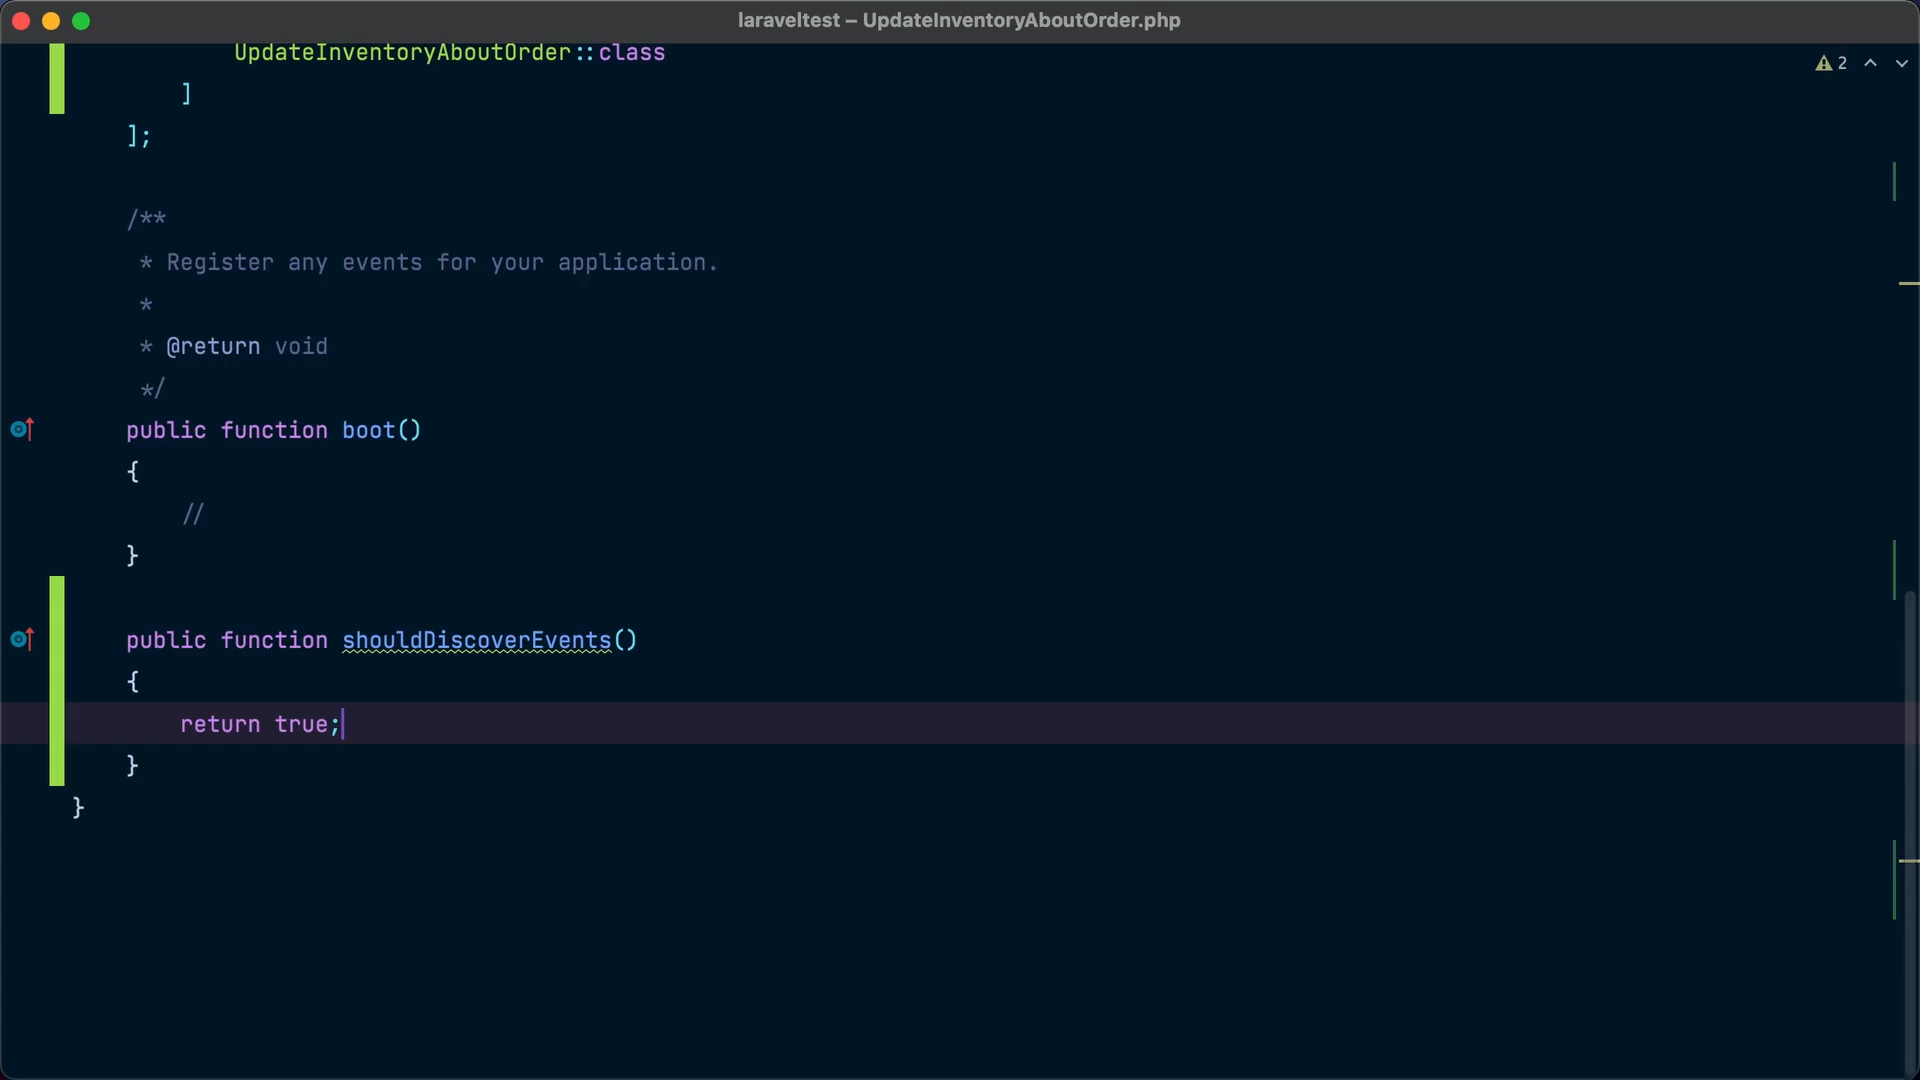 laraveltest – UpdateInventoryAboutOrder.php
UpdateInventoryAboutOrder::class
2
]
];
/**
* Register any events for your application.
*
* @return void
*/
public function boot()
{
//
}
public function shouldDiscoverEvents()
{
return true;
}
}